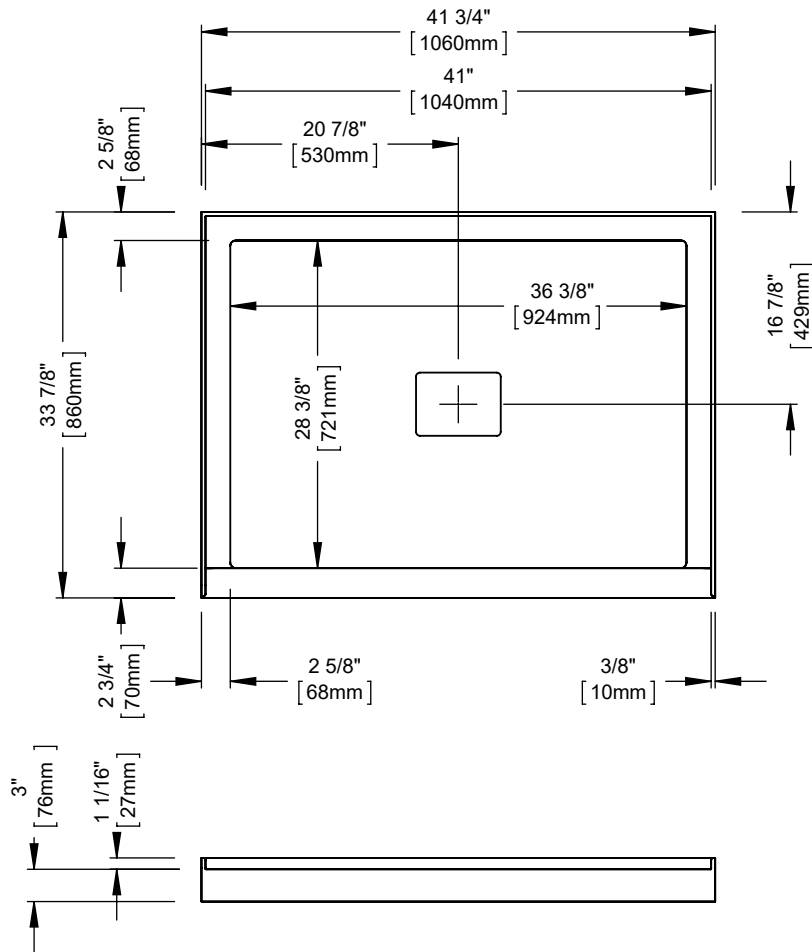 41 3/4"
[1060mm]
41"
[1040mm]
20 7/8"
[530mm]
2 5/8"
[68mm]
36 3/8"
[924mm]
16 7/8"
[429mm]
33 7/8"
[860mm]
28 3/8"
[721mm]
2 3/4"
[70mm]
2 5/8"
[68mm]
3/8"
[10mm]
3"
[76mm]
1 1/16"
[27mm]